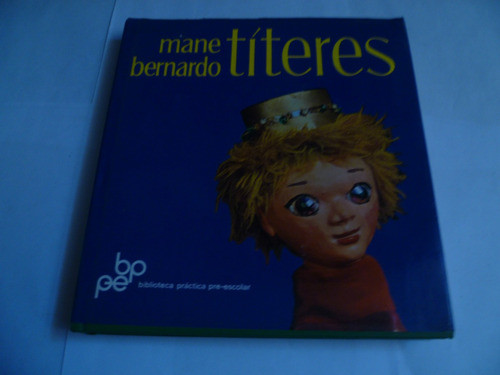 mane
bernardo títeres
bp
pe
biblioteca práctica pre-escolar